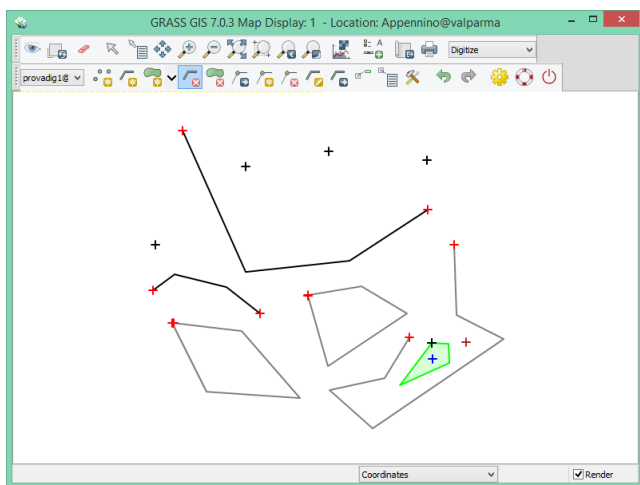 GRASS GIS 7.0.3 Map Display: 1 - Location: Appennino@valparma
Digitize
provadig1@
Coordinates
Render